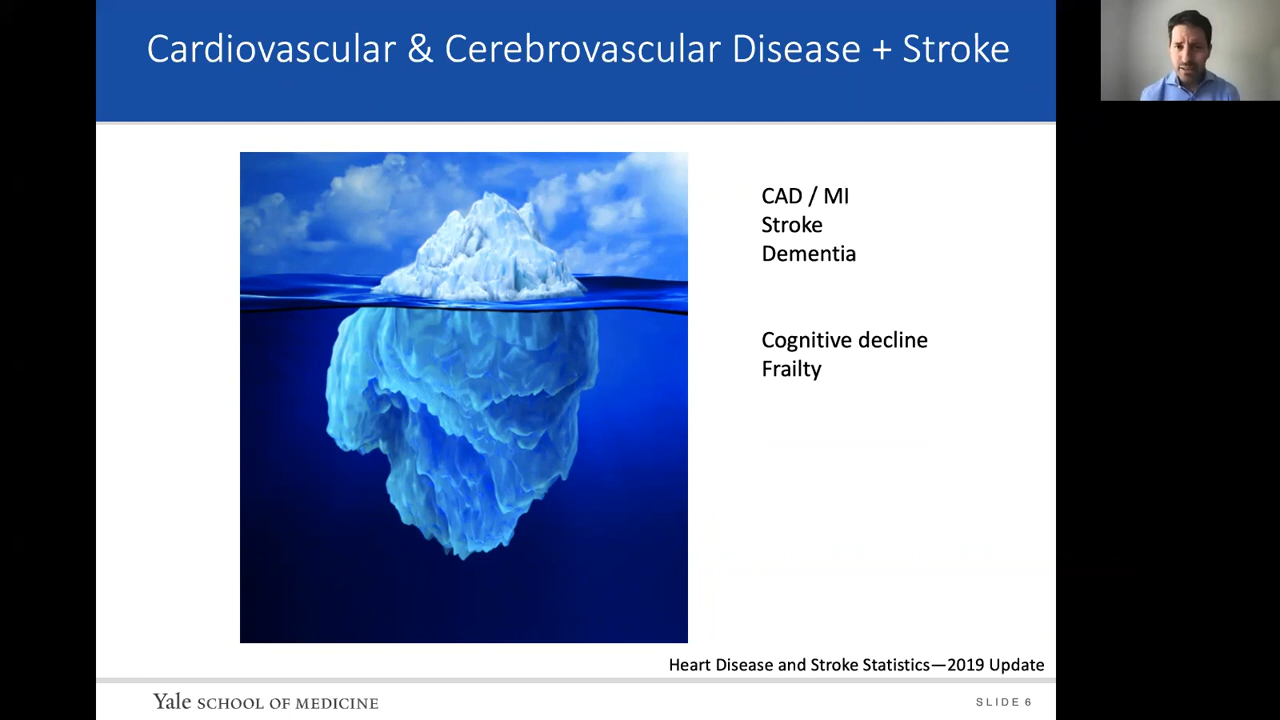 Cardiovascular & Cerebrovascular Disease + Stroke
CAD / MI
Stroke
Dementia
Cognitive decline
Frailty
Heart Disease and Stroke Statistics—2019 Update
Yale SCHOOL OF MEDICINE
SLIDE 6